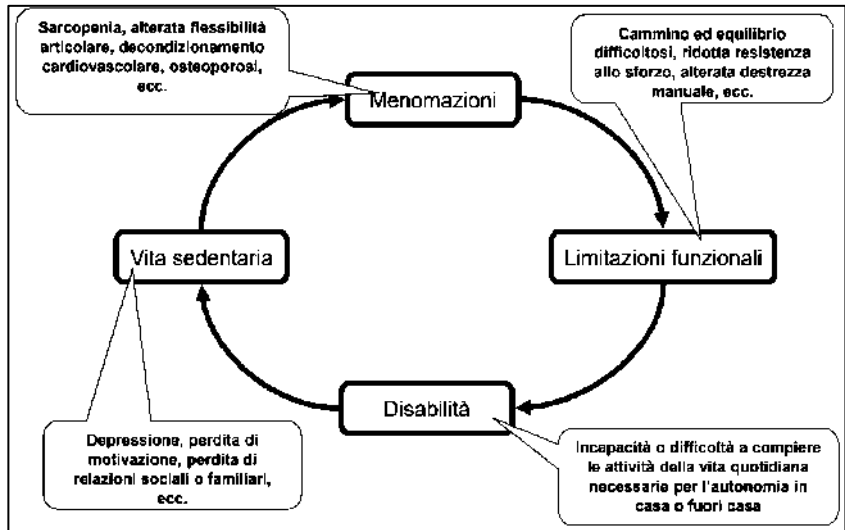 Sarcopenia, alterata flessibilità
articolare, decondizionamento
cardiovascolare, osteoporosi,
ecc.
Cammino ed equilibrio
difficoltosi, ridotta resistenza
allo sforzo, alterata destrezza
manuale, ecc.
Menomazioni
Vita sedentaria
Limitazioni funzionali
Disabilità
Depressione, perdita di
motivazione, perdita di
relazioni sociali o familiari,
ecc.
Incapacità o difficoltà a compiere
le attività della vita quotidiana
necessarie per l'autonomia in
casa o fuori casa